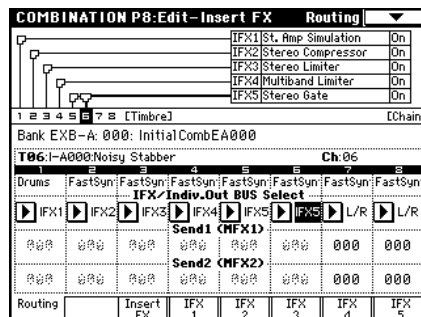 COMBINATION P8:Edit-Insert FX Routing
IFX1 St. Amp Simulation On
IFX2 Stereo Compressor On
IFX3 Stereo Limiter On
IFX4 Multiband Limiter On
IFX5 Stereo Gate On
1 2 3 4 5 6 7 8 [Timbre] [Chain
Bank EXB-A: 000: InitialCombEA000
T06:I-A000:Noisy Stabber Ch:06
1 2 3 4 5 6 7 8
Drums FastSyn FastSyn FastSyn FastSyn FastSyn FastSyn FastSyn
IFX/Indiv.Out BUS Select
IFX1 IFX2 IFX3 IFX4 IFX5 IFX5 L/R L/R
Send1 (MFX1)
000 000
Send2 (MFX2)
000 000
Routing Insert FX IFX 1 IFX 2 IFX 3 IFX 4 IFX 5